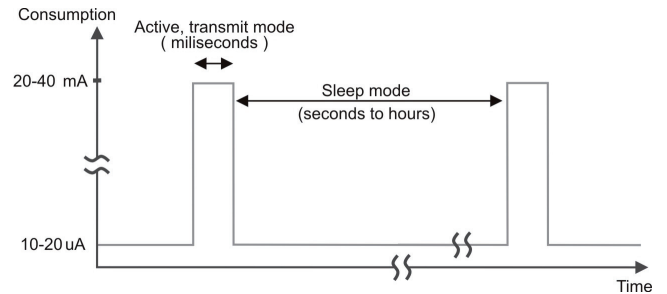 Consumption
Active, transmit mode
( miliseconds )
20-40 mA
Sleep mode
(seconds to hours)
10-20 uA
Time